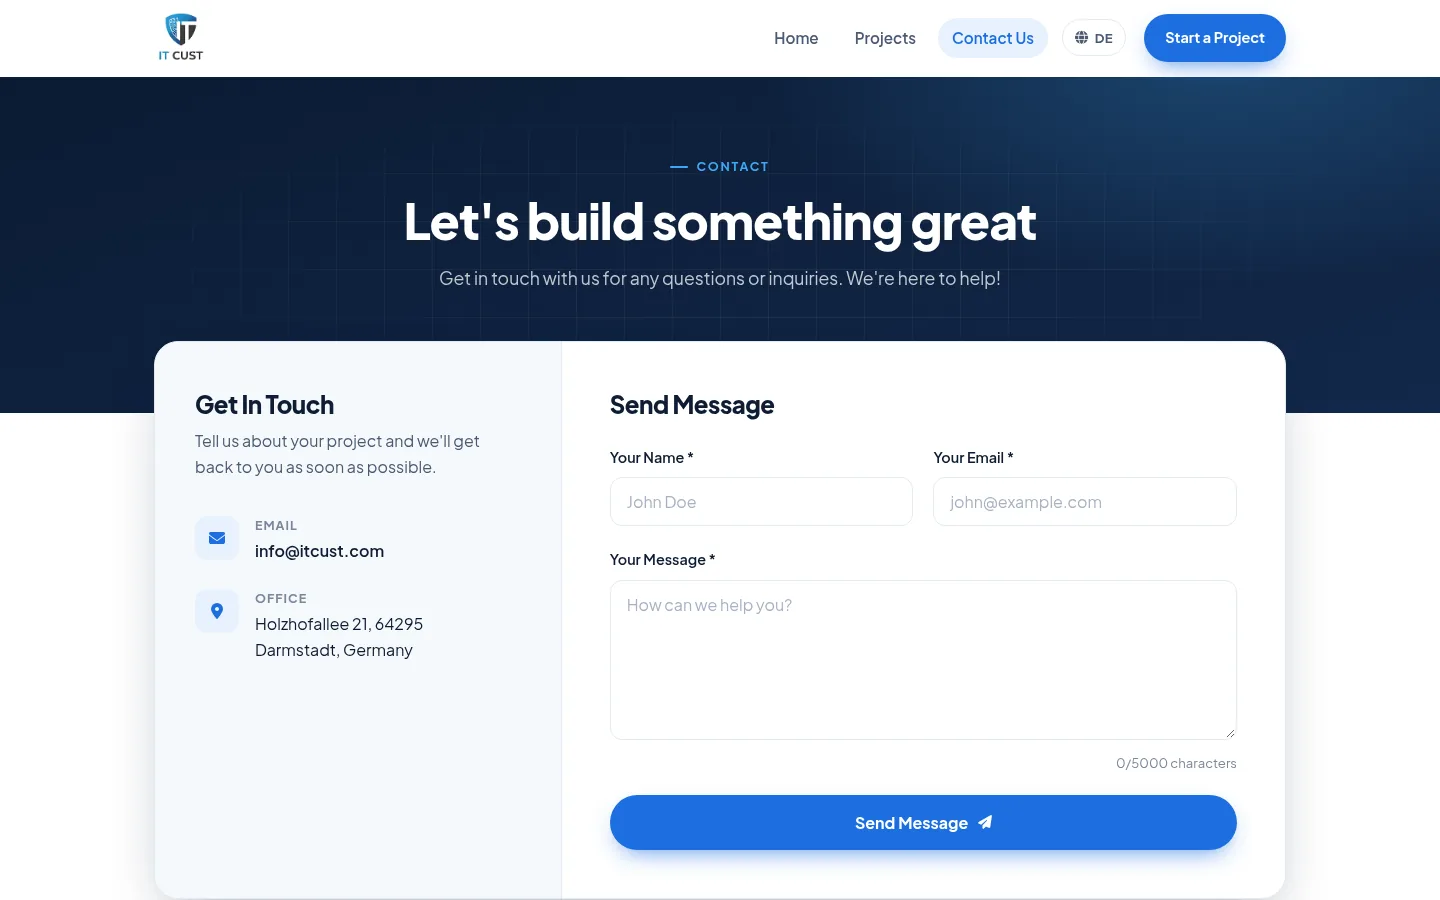 IT
IT CUST
Home
Projects
Contact Us
DE
Start a Project
CONTACT
Let's build something great
Get in touch with us for any questions or inquiries. We're here to help!
Get In Touch
Tell us about your project and we'll get
back to you as soon as possible.
EMAIL
info@itcust.com
OFFICE
Holzhofallee 21, 64295
Darmstadt, Germany
Send Message
Your Name *
Your Email *
John Doe
john@example.com
Your Message *
How can we help you?
0/5000 characters
Send Message